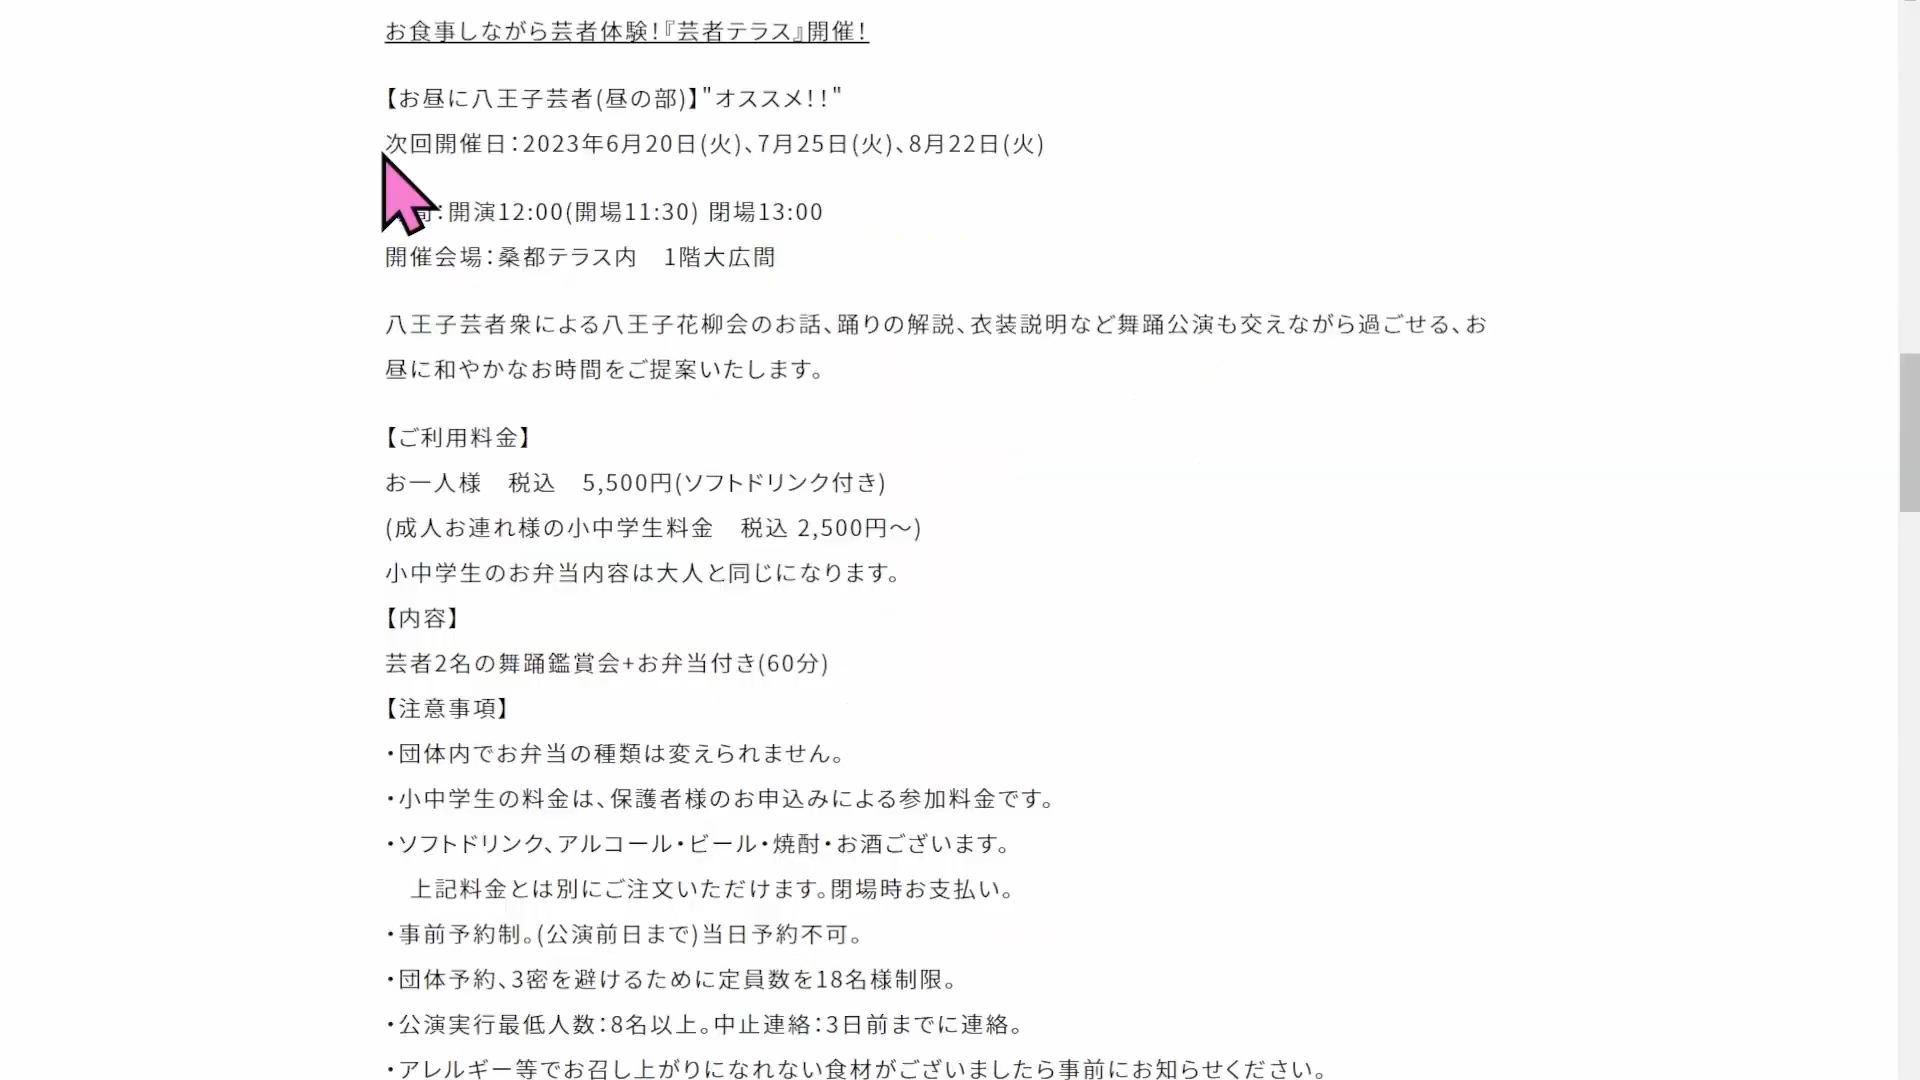 お食事しながら芸者体験!『芸者テラス』開催!
【お昼に八王子芸者(昼の部)】"オススメ!!"
次回開催日:2023年6月20日(火)、7月25日(火)、8月22日(火)
間:開演12:00(開場11:30) 閉場13:00
開催会場:桑都テラス内　1階大広間
八王子芸者衆による八王子花柳会のお話、踊りの解説、衣装説明など舞踊公演も交えながら過ごせる、お
昼に和やかなお時間をご提案いたします。
【ご利用料金】
お一人様　税込　5,500円(ソフトドリンク付き)
(成人お連れ様の小中学生料金　税込 2,500円～)
小中学生のお弁当内容は大人と同じになります。
【内容】
芸者2名の舞踊鑑賞会+お弁当付き(60分)
【注意事項】
・団体内でお弁当の種類は変えられません。
・小中学生の料金は、保護者様のお申込みによる参加料金です。
・ソフトドリンク、アルコール・ビール・焼酎・お酒ございます。
　上記料金とは別にご注文いただけます。閉場時お支払い。
・事前予約制。(公演前日まで)当日予約不可。
・団体予約、3密を避けるために定員数を18名様制限。
・公演実行最低人数:8名以上。中止連絡:3日前までに連絡。
・アレルギー等でお召し上がりになれない食材がございましたら事前にお知らせください。